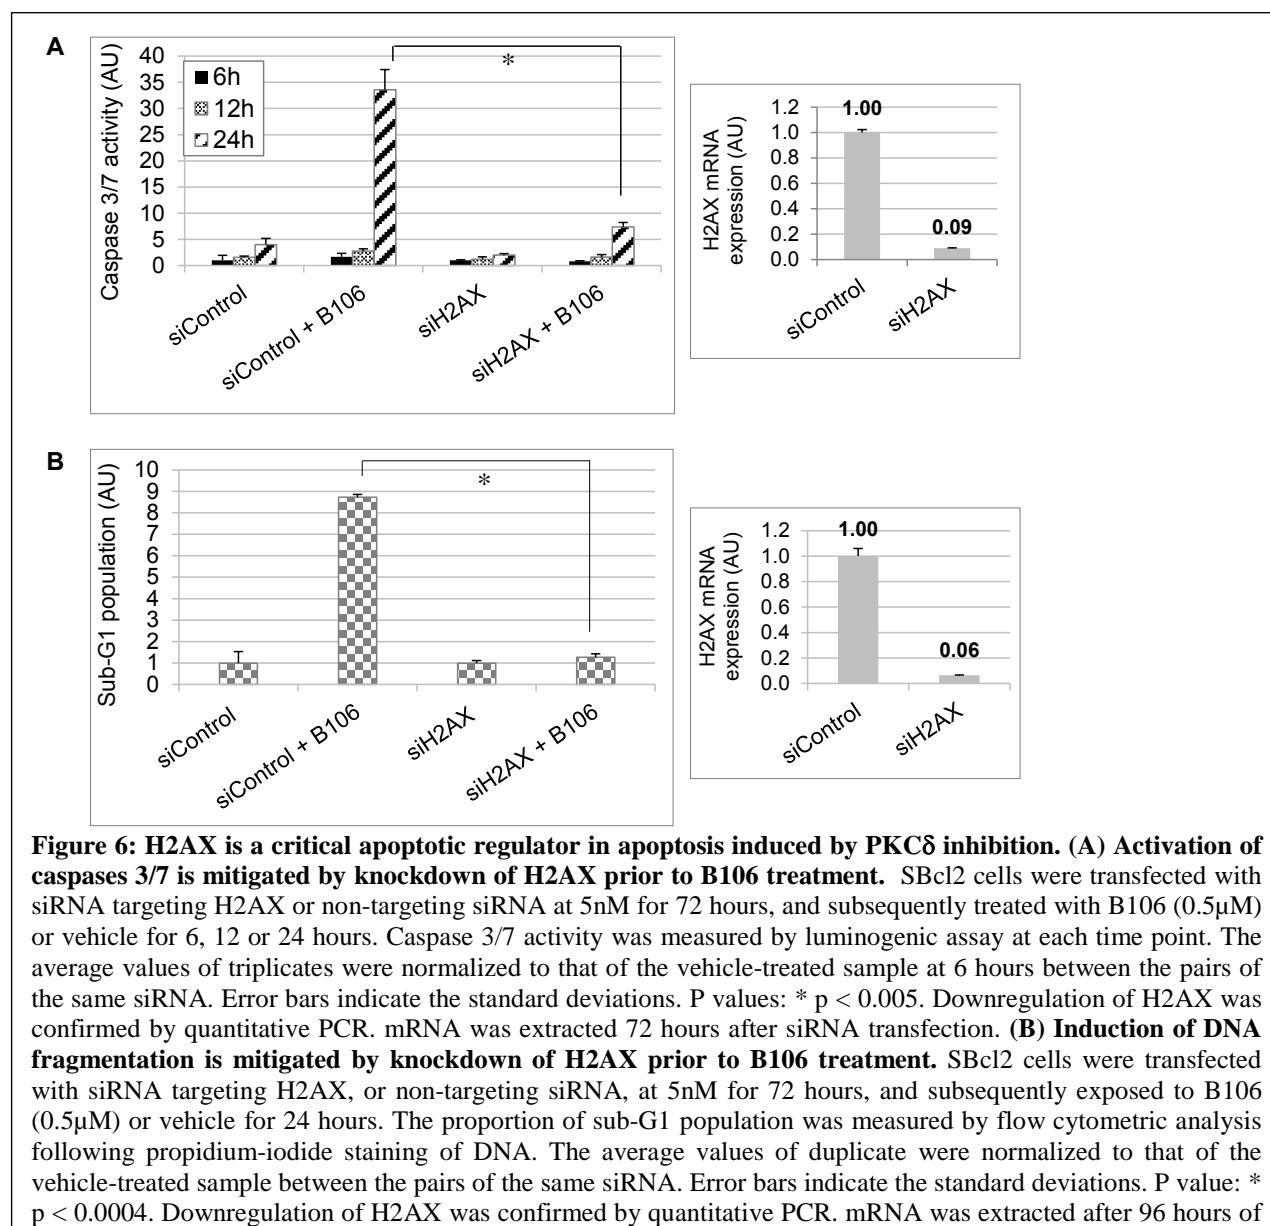 A
Caspase 3/7 activity (AU)
40
35
30
25
20
15
10
5
0
6h
12h
24h
*
siControl
siControl + B106
siH2AX
siH2AX + B106
H2AX mRNA
expression (AU)
1.2
1.0
0.8
0.6
0.4
0.2
0.0
1.00
0.09
siControl
siH2AX
B
Sub-G1 population (AU)
10
9
8
7
6
5
4
3
2
1
0
*
siControl
siControl + B106
siH2AX
siH2AX + B106
H2AX mRNA
expression (AU)
1.2
1.0
0.8
0.6
0.4
0.2
0.0
1.00
0.06
siControl
siH2AX
Figure 6: H2AX is a critical apoptotic regulator in apoptosis induced by PKCδ inhibition. (A) Activation of
caspases 3/7 is mitigated by knockdown of H2AX prior to B106 treatment. SBcl2 cells were transfected with
siRNA targeting H2AX or non-targeting siRNA at 5nM for 72 hours, and subsequently treated with B106 (0.5µM)
or vehicle for 6, 12 or 24 hours. Caspase 3/7 activity was measured by luminogenic assay at each time point. The
average values of triplicates were normalized to that of the vehicle-treated sample at 6 hours between the pairs of
the same siRNA. Error bars indicate the standard deviations. P values: * p < 0.005. Downregulation of H2AX was
confirmed by quantitative PCR. mRNA was extracted 72 hours after siRNA transfection. (B) Induction of DNA
fragmentation is mitigated by knockdown of H2AX prior to B106 treatment. SBcl2 cells were transfected
with siRNA targeting H2AX, or non-targeting siRNA, at 5nM for 72 hours, and subsequently exposed to B106
(0.5µM) or vehicle for 24 hours. The proportion of sub-G1 population was measured by flow cytometric analysis
following propidium-iodide staining of DNA. The average values of duplicate were normalized to that of the
vehicle-treated sample between the pairs of the same siRNA. Error bars indicate the standard deviations. P value: *
p < 0.0004. Downregulation of H2AX was confirmed by quantitative PCR. mRNA was extracted after 96 hours of